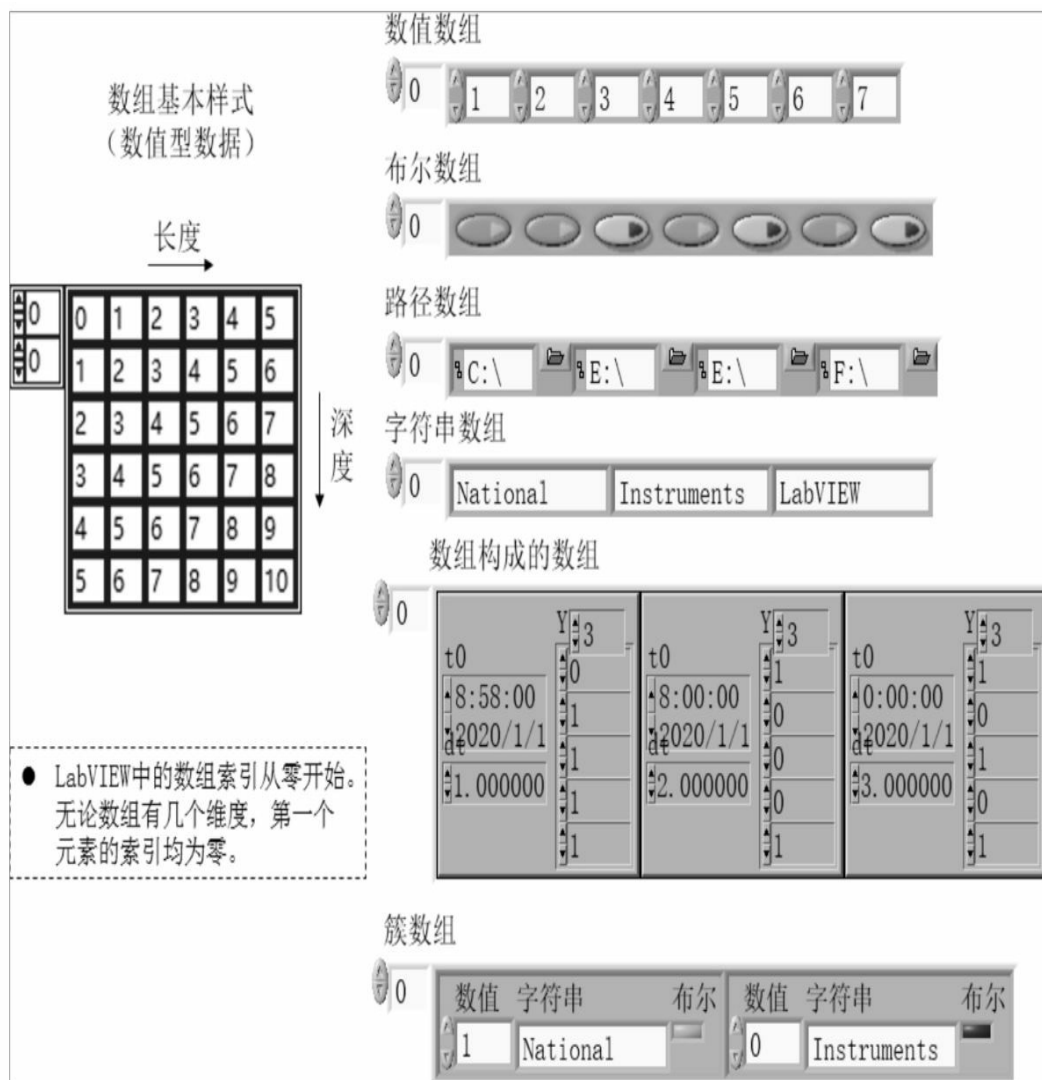 数组基本样式
（数值型数据）
长度
0
0
0 1 2 3 4 5
1 2 3 4 5 6
2 3 4 5 6 7
3 4 5 6 7 8
4 5 6 7 8 9
5 6 7 8 9 10
深
度
● LabVIEW中的数组索引从零开始。
无论数组有几个维度，第一个
元素的索引均为零。
数值数组
0 1 2 3 4 5 6 7
布尔数组
0
路径数组
0 C:\ E:\ E:\ F:\
字符串数组
0 National Instruments LabVIEW
数组构成的数组
0
Y 3
t0
8:58:00
2020/1/1
dt
1.000000
0
1
1
1
1
Y 3
t0
8:00:00
2020/1/1
dt
2.000000
1
0
0
0
1
Y 3
t0
0:00:00
2020/1/1
dt
3.000000
1
0
1
0
1
簇数组
0
数值 字符串 布尔
1 National
数值 字符串 布尔
0 Instruments